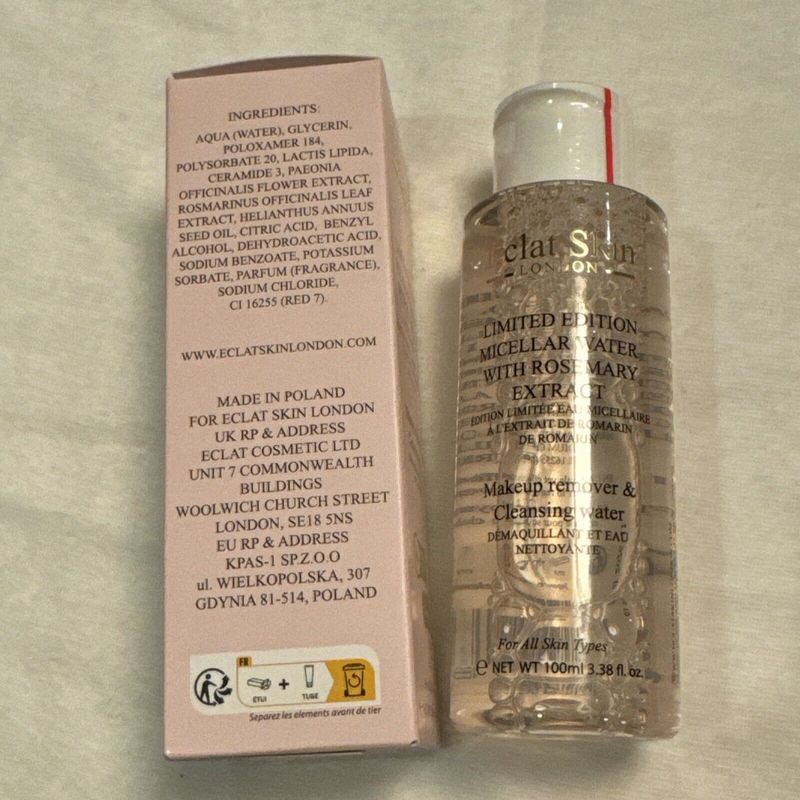 INGREDIENTS:
AQUA (WATER), GLYCERIN,
POLOXAMER 184,
POLYSORBATE 20, LACTIS LIPIDA,
CERAMIDE 3, PAEONIA
OFFICINALIS FLOWER EXTRACT,
ROSMARINUS OFFICINALIS LEAF
EXTRACT, HELIANTHUS ANNUUS
SEED OIL, CITRIC ACID, BENZYL
ALCOHOL, DEHYDROACETIC ACID,
SODIUM BENZOATE, POTASSIUM
SORBATE, PARFUM (FRAGRANCE),
SODIUM CHLORIDE,
CI 16255 (RED 7).
WWW.ECLATSKINLONDON.COM
MADE IN POLAND
FOR ECLAT SKIN LONDON
UK RP & ADDRESS
ECLAT COSMETIC LTD
UNIT 7 COMMONWEALTH
BUILDINGS
WOOLWICH CHURCH STREET
LONDON, SE18 5NS
EU RP & ADDRESS
KPAS-1 SP.Z.O.O
ul. WIELKOPOLSKA, 307
GDYNIA 81-514, POLAND
FR
ÉTUI + TUBE
Separez les elements avant de tier
clat Skin
LONDON
LIMITED EDITION
MICELLAR WATER
WITH ROSEMARY
EXTRACT
ÉDITION LIMITÉE EAU MICELLAIRE
À L'EXTRAIT DE ROMARIN
DE ROMARIN
Makeup remover &
Cleansing water
DÉMAQUILLANT ET EAU
NETTOYANTE
For All Skin Types
e NET WT 100ml 3.38 fl. oz.